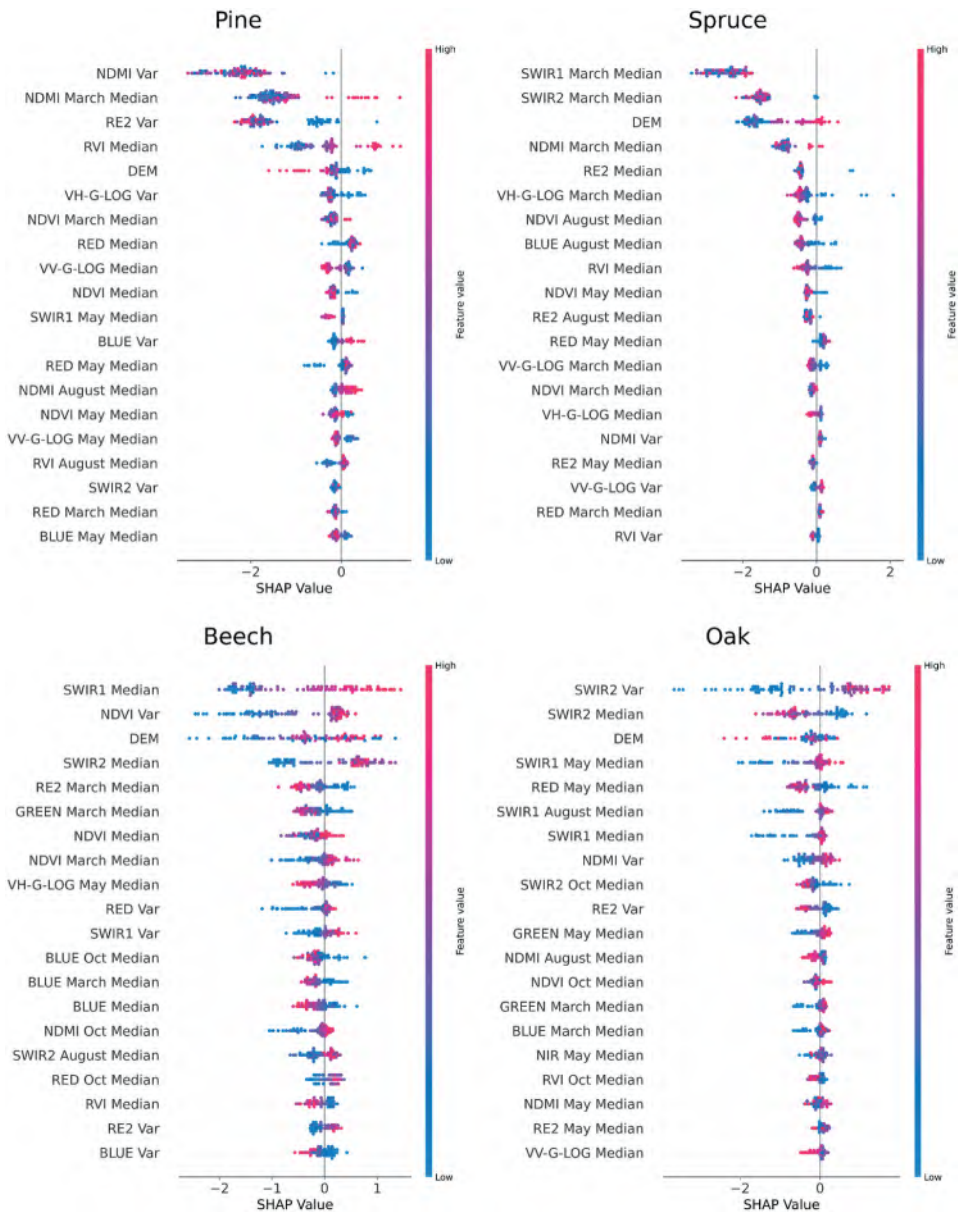 Pine
High
NDMI Var
NDMI March Median
RE2 Var
RVI Median
DEM
VH-G-LOG Var
NDVI March Median
RED Median
VV-G-LOG Median
NDVI Median
SWIR1 May Median
BLUE Var
RED May Median
NDMI August Median
NDVI May Median
VV-G-LOG May Median
RVI August Median
SWIR2 Var
RED March Median
BLUE May Median
Feature value
Low
−2 0
SHAP Value
Spruce
High
SWIR1 March Median
SWIR2 March Median
DEM
NDMI March Median
RE2 Median
VH-G-LOG March Median
NDVI August Median
BLUE August Median
RVI Median
NDVI May Median
RE2 August Median
RED May Median
VV-G-LOG March Median
NDVI March Median
VH-G-LOG Median
NDMI Var
RE2 May Median
VV-G-LOG Var
RED March Median
RVI Var
Feature value
Low
−2 0 2
SHAP Value
Beech
High
SWIR1 Median
NDVI Var
DEM
SWIR2 Median
RE2 March Median
GREEN March Median
NDVI Median
NDVI March Median
VH-G-LOG May Median
RED Var
SWIR1 Var
BLUE Oct Median
BLUE March Median
BLUE Median
NDMI Oct Median
SWIR2 August Median
RED Oct Median
RVI Median
RE2 Var
BLUE Var
Feature value
Low
−2 −1 0 1
SHAP Value
Oak
High
SWIR2 Var
SWIR2 Median
DEM
SWIR1 May Median
RED May Median
SWIR1 August Median
SWIR1 Median
NDMI Var
SWIR2 Oct Median
RE2 Var
GREEN May Median
NDMI August Median
NDVI Oct Median
GREEN March Median
BLUE March Median
NIR May Median
RVI Oct Median
NDMI May Median
RE2 May Median
VV-G-LOG Median
Feature value
Low
−2 0
SHAP Value